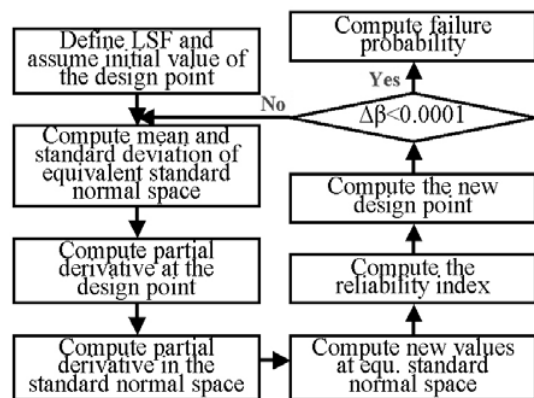 Define LSF and
assume initial value of
the design point
Compute mean and
standard deviation of
equivalent standard
normal space
Compute partial
derivative at the
design point
Compute partial
derivative in the
standard normal space
Compute new values
at equ. standard
normal space
Compute the
reliability index
Compute the new
design point
Δβ<0.0001
No
Yes
Compute failure
probability